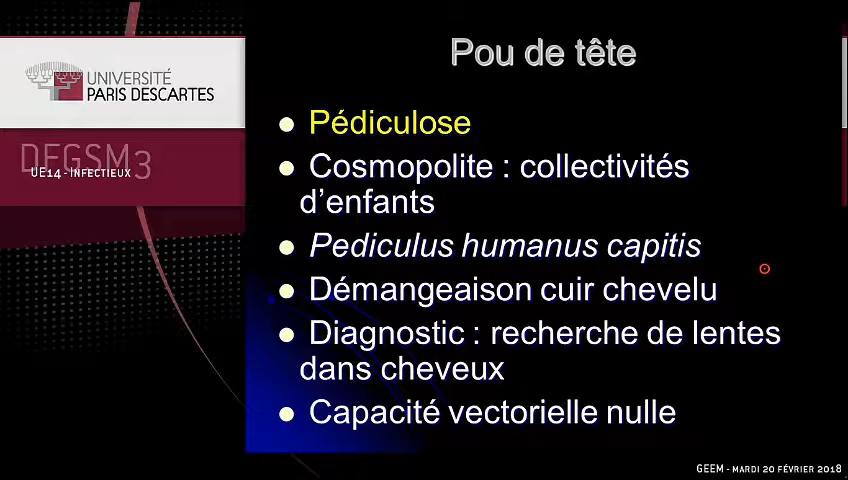 Pou de tête
UNIVERSITÉ
PARIS DESCARTES
DFGSM3
UE14 - Infectieux
Pédiculose
Cosmopolite : collectivités
d’enfants
Pediculus humanus capitis
Démangeaison cuir chevelu
Diagnostic : recherche de lentes
dans cheveux
Capacité vectorielle nulle
GEEM - MARDI 20 FÉVRIER 2018